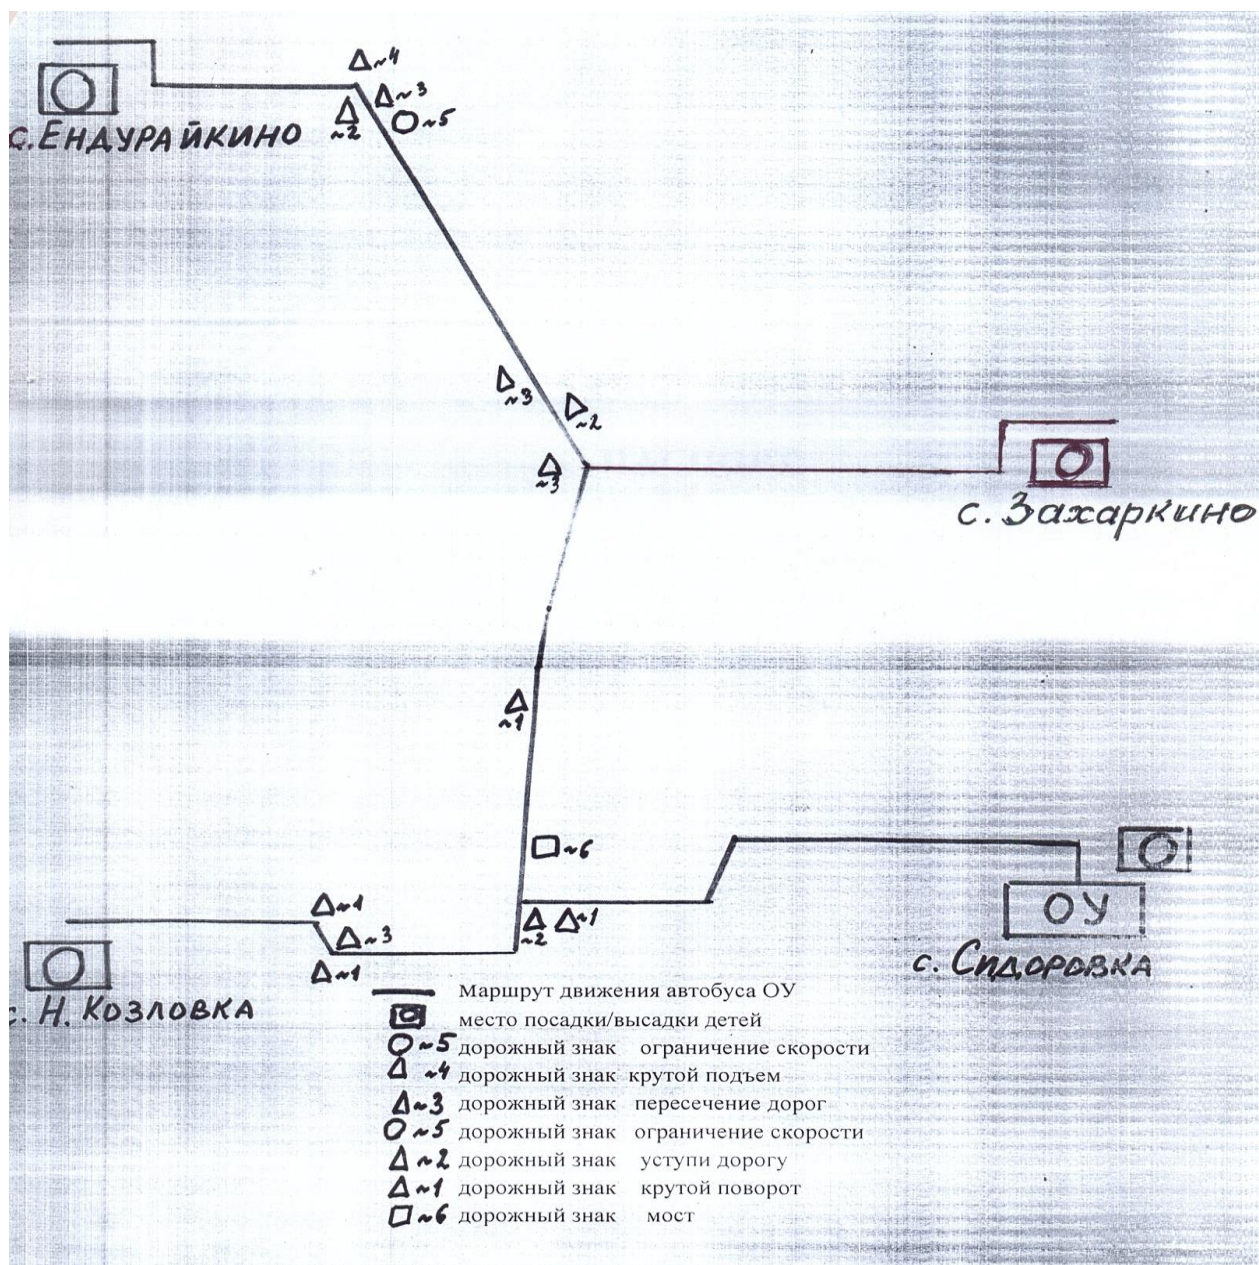 ~4
~3
~2
~5
с. ЕНДУРАЙКИНО
~3
~2
~3
с. Захаркино
~1
~6
~1
~3
~2
~1
ОУ
~1
с. Сидоровка
с. Н. Козловка
Маршрут движения автобуса ОУ
место посадки/высадки детей
~5 дорожный знак ограничение скорости
~4 дорожный знак крутой подъем
~3 дорожный знак пересечение дорог
~5 дорожный знак ограничение скорости
~2 дорожный знак уступи дорогу
~1 дорожный знак крутой поворот
~6 дорожный знак мост